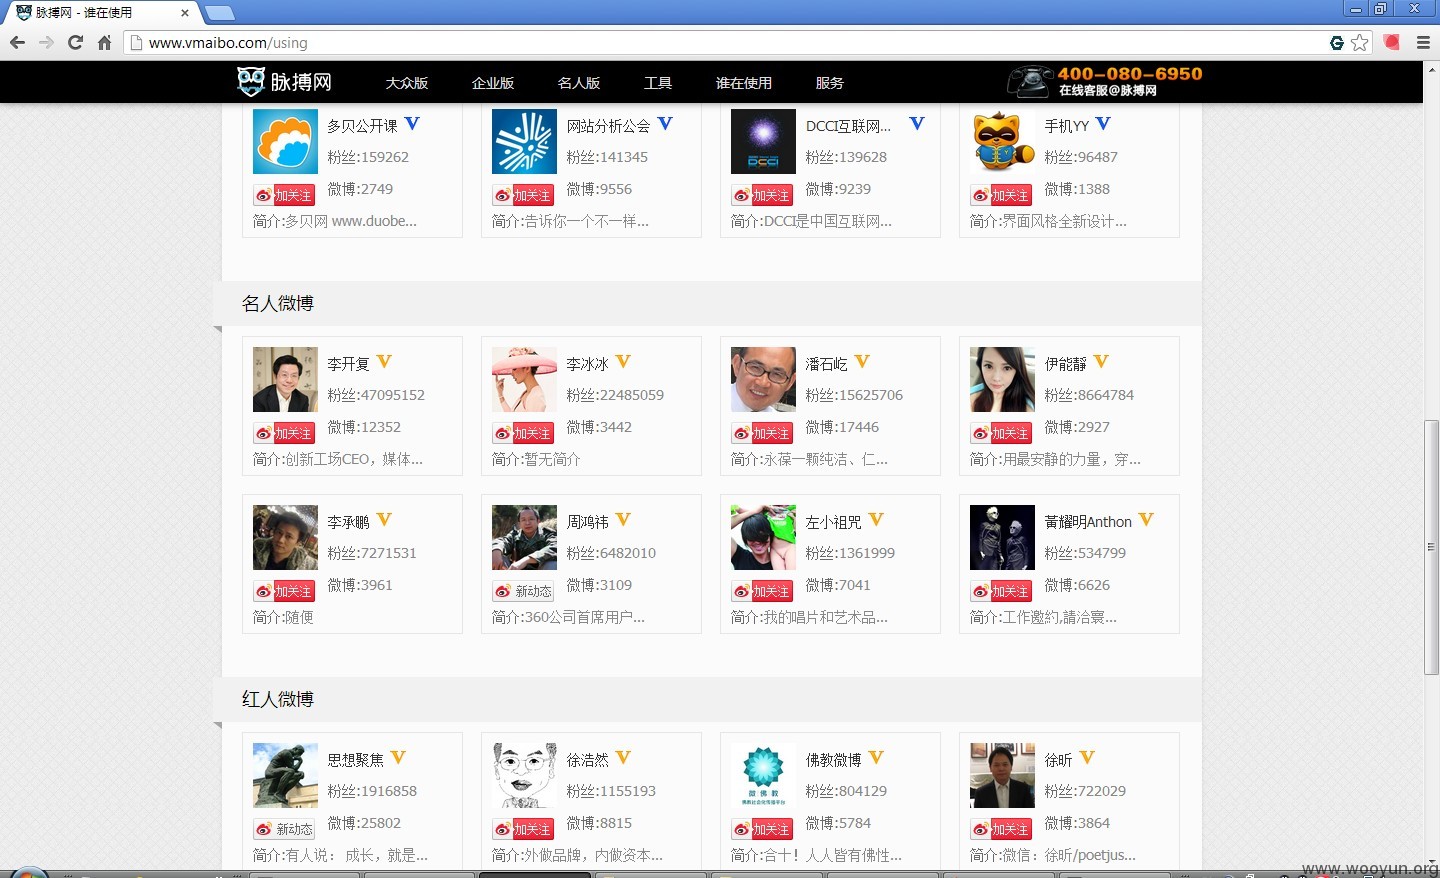 脉搏网 - 谁在使用
www.vmaibo.com/using
脉搏网 大众版 企业版 名人版 工具 谁在使用 服务
400-080-6950
在线客服@脉搏网
多贝公开课
粉丝:159262
微博:2749
加关注
简介:多贝网 www.duobe...
网站分析公会
粉丝:141345
微博:9556
加关注
简介:告诉你一个不一样...
DCCI互联网...
粉丝:139628
微博:9239
加关注
简介:DCCI是中国互联网...
手机YY
粉丝:96487
微博:1388
加关注
简介:界面风格全新设计...
名人微博
李开复
粉丝:47095152
微博:12352
加关注
简介:创新工场CEO，媒体...
李冰冰
粉丝:22485059
微博:3442
加关注
简介:暂无简介
潘石屹
粉丝:15625706
微博:17446
加关注
简介:永葆一颗纯洁、仁...
伊能靜
粉丝:8664784
微博:2927
加关注
简介:用最安静的力量，穿...
李承鹏
粉丝:7271531
微博:3961
加关注
简介:随便
周鸿祎
粉丝:6482010
微博:3109
新动态
简介:360公司首席用户...
左小祖咒
粉丝:1361999
微博:7041
加关注
简介:我的唱片和艺术品...
黃耀明Anthon
粉丝:534799
微博:6626
加关注
简介:工作邀約,請洽寰...
红人微博
思想聚焦
粉丝:1916858
微博:25802
新动态
简介:有人说： 成长，就是...
徐浩然
粉丝:1155193
微博:8815
加关注
简介:外做品牌，内做资本...
佛教微博
粉丝:804129
微博:5784
加关注
简介:合十！人人皆有佛性...
徐昕
粉丝:722029
微博:3864
加关注
简介:微信：徐昕/poetjus...
www.wooyun.org